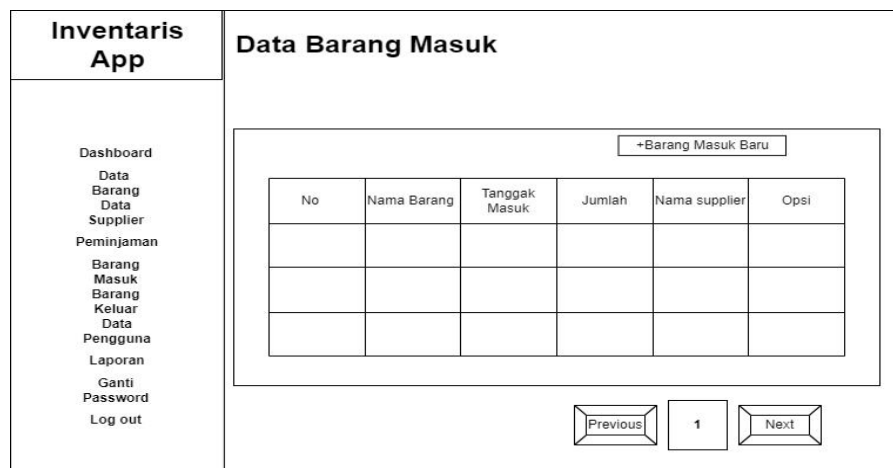 Inventaris
App
Data Barang Masuk
Dashboard
Data
Barang
Data
Supplier
Peminjaman
Barang
Masuk
Barang
Keluar
Data
Pengguna
Laporan
Ganti
Password
Log out
+Barang Masuk Baru
No
Nama Barang
Tanggak
Masuk
Jumlah
Nama supplier
Opsi
Previous
1
Next